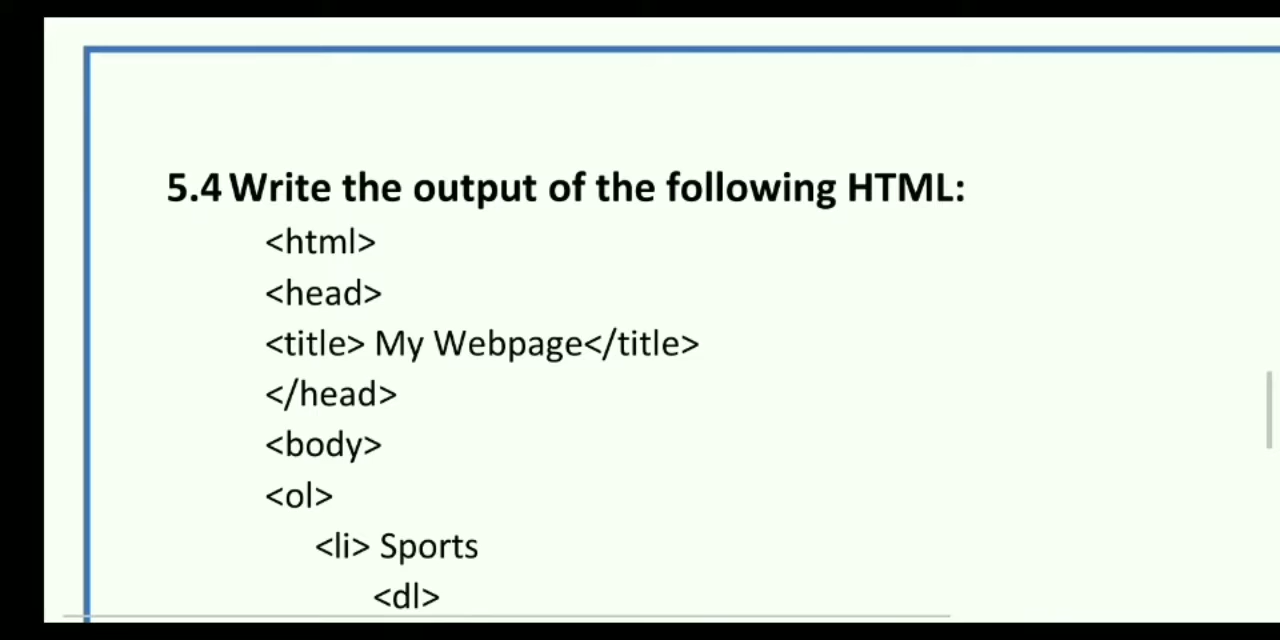 5.4 Write the output of the following HTML:
<html>
<head>
<title> My Webpage</title>
</head>
<body>
<ol>
<li> Sports
<dl>